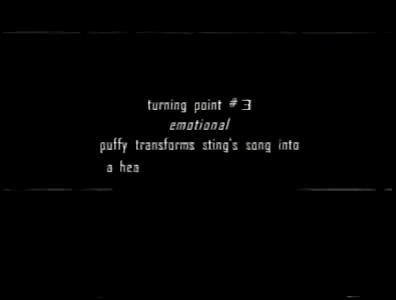 turning point #3
emotional
puffy transforms sting's song into
a hea